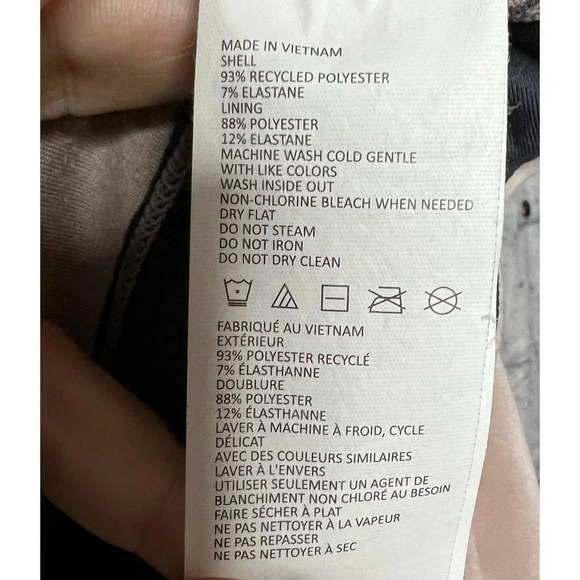 MADE IN VIETNAM
SHELL
93% RECYCLED POLYESTER
7% ELASTANE
LINING
88% POLYESTER
12% ELASTANE
MACHINE WASH COLD GENTLE
WITH LIKE COLORS
WASH INSIDE OUT
NON-CHLORINE BLEACH WHEN NEEDED
DRY FLAT
DO NOT STEAM
DO NOT IRON
DO NOT DRY CLEAN
FABRIQUÉ AU VIETNAM
EXTÉRIEUR
93% POLYESTER RECYCLÉ
7% ÉLASTHANNE
DOUBLURE
88% POLYESTER
12% ÉLASTHANNE
LAVER À MACHINE À FROID, CYCLE
DÉLICAT
AVEC DES COULEURS SIMILAIRES
LAVER À L'ENVERS
UTILISER SEULEMENT UN AGENT DE
BLANCHIMENT NON CHLORÉ AU BESOIN
FAIRE SÉCHER À PLAT
NE PAS NETTOYER À LA VAPEUR
NE PAS REPASSER
NE PAS NETTOYER À SEC